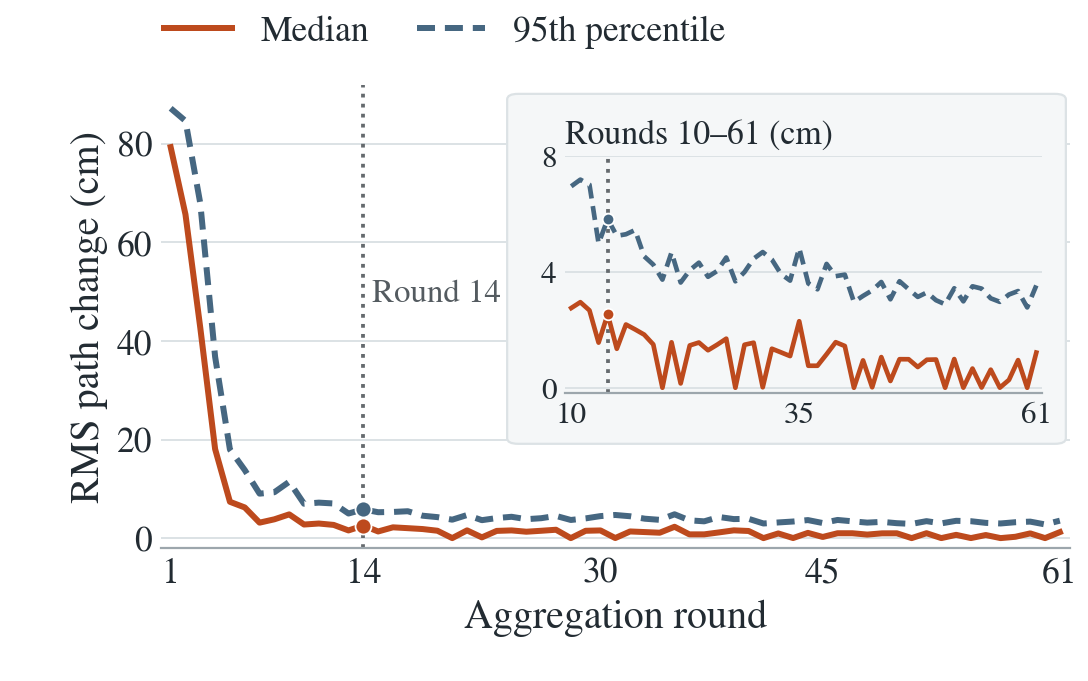 Median 95th percentile
RMS path change (cm)
80
60
40
20
0
Round 14
Rounds 10–61 (cm)
8
4
0
10 35 61
1 14 30 45 61
Aggregation round